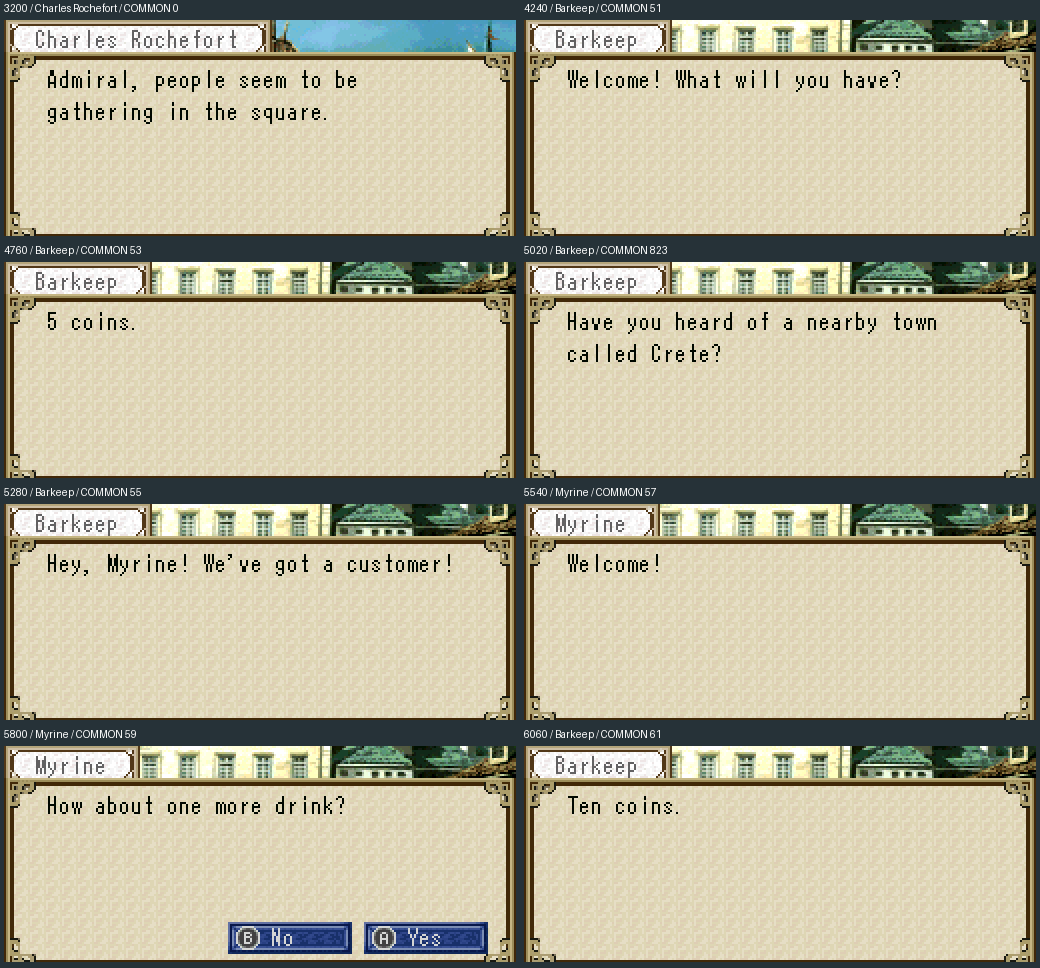 3200 / Charles Rochefort / COMMON 0
Charles Rochefort
Admiral, people seem to be
gathering in the square.
4240 / Barkeep / COMMON 51
Barkeep
Welcome! What will you have?
4760 / Barkeep / COMMON 53
Barkeep
5 coins.
5020 / Barkeep / COMMON 823
Barkeep
Have you heard of a nearby town
called Crete?
5280 / Barkeep / COMMON 55
Barkeep
Hey, Myrine! We've got a customer!
5540 / Myrine / COMMON 57
Myrine
Welcome!
5800 / Myrine / COMMON 59
Myrine
How about one more drink?
B No
A Yes
6060 / Barkeep / COMMON 61
Barkeep
Ten coins.